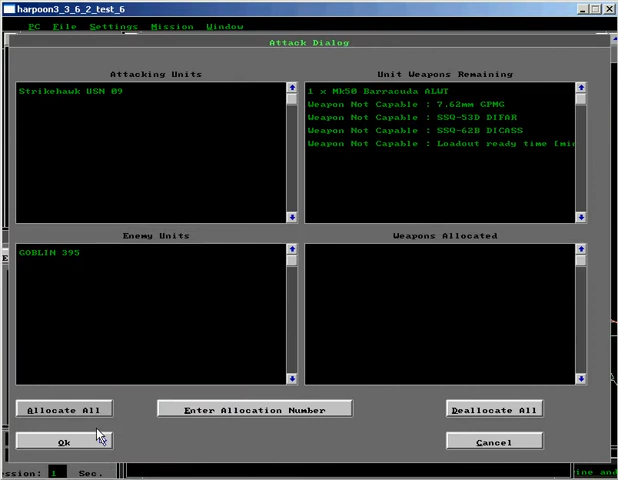 harpoon3_3_6_2_test_6
PC File Settings Mission Window
Attack Dialog
Attacking Units
Strikehawk USN 09
Unit Weapons Remaining
1 x Mk50 Barracuda ALWT
Weapon Not Capable : 7.62mm GPMG
Weapon Not Capable : SSQ-53D DIFAR
Weapon Not Capable : SSQ-62B DICASS
Weapon Not Capable : Loadout ready time [min
Enemy Units
GOBLIN 395
Weapons Allocated
Allocate All
Enter Allocation Number
Deallocate All
Ok
Cancel
ession: 1 Sec.
ine and